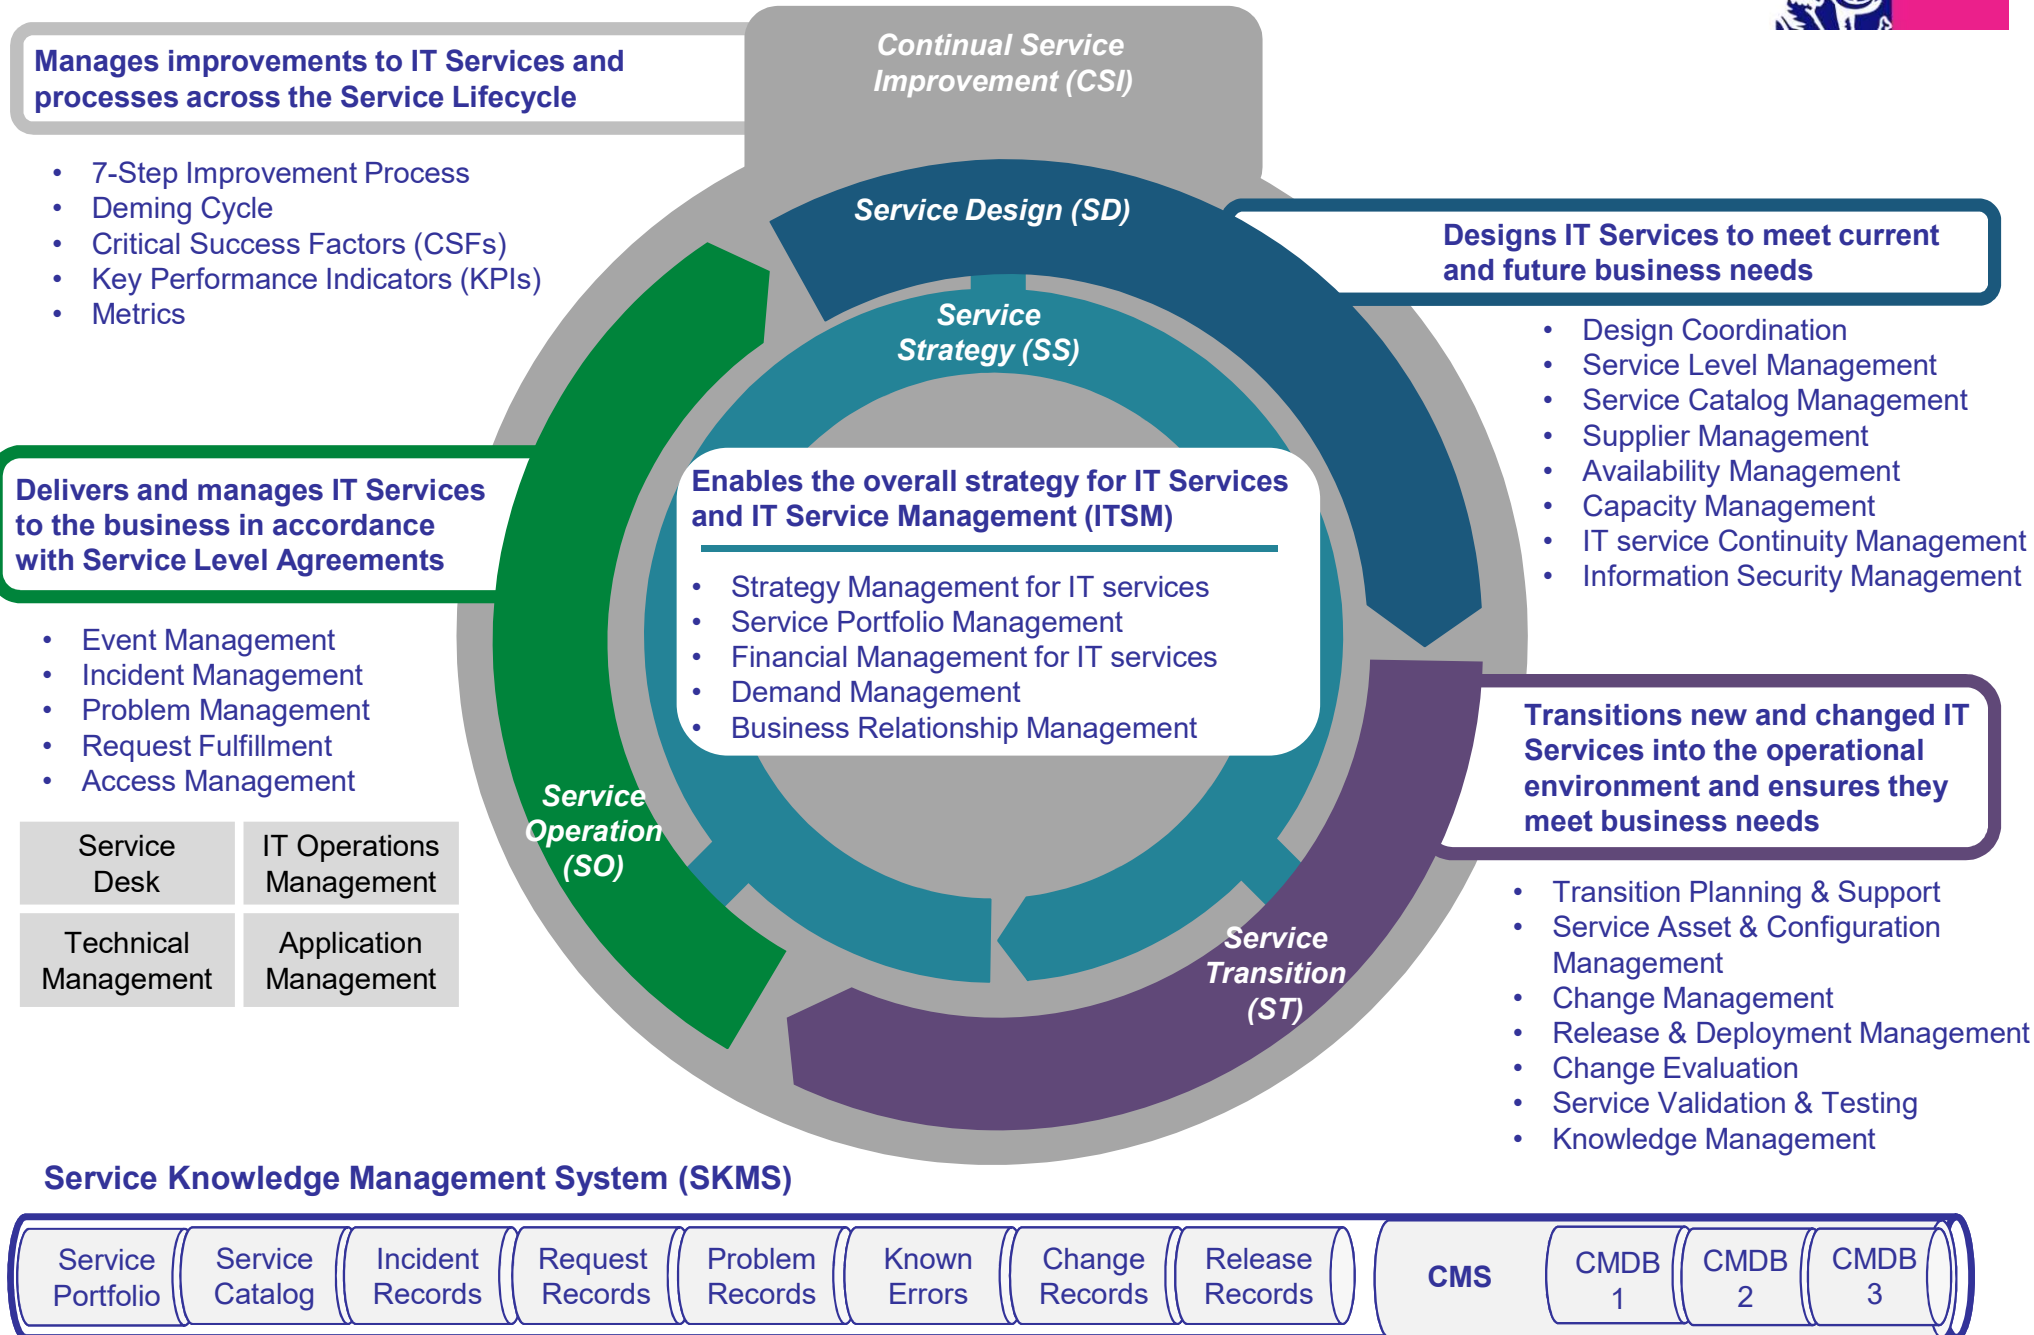 Continual Service
Improvement (CSI)
Manages improvements to IT Services and
processes across the Service Lifecycle
• 7-Step Improvement Process
• Deming Cycle
• Critical Success Factors (CSFs)
• Key Performance Indicators (KPIs)
• Metrics
Service Design (SD)
Designs IT Services to meet current
and future business needs
• Design Coordination
• Service Level Management
• Service Catalog Management
• Supplier Management
• Availability Management
• Capacity Management
• IT service Continuity Management
• Information Security Management
Service
Strategy (SS)
Enables the overall strategy for IT Services
and IT Service Management (ITSM)
• Strategy Management for IT services
• Service Portfolio Management
• Financial Management for IT services
• Demand Management
• Business Relationship Management
Delivers and manages IT Services
to the business in accordance
with Service Level Agreements
• Event Management
• Incident Management
• Problem Management
• Request Fulfillment
• Access Management
Service
Operation
(SO)
Service
Desk
IT Operations
Management
Technical
Management
Application
Management
Transitions new and changed IT
Services into the operational
environment and ensures they
meet business needs
• Transition Planning & Support
• Service Asset & Configuration
Management
• Change Management
• Release & Deployment Management
• Change Evaluation
• Service Validation & Testing
• Knowledge Management
Service
Transition
(ST)
Service Knowledge Management System (SKMS)
Service
Portfolio
Service
Catalog
Incident
Records
Request
Records
Problem
Records
Known
Errors
Change
Records
Release
Records
CMS
CMDB
1
CMDB
2
CMDB
3